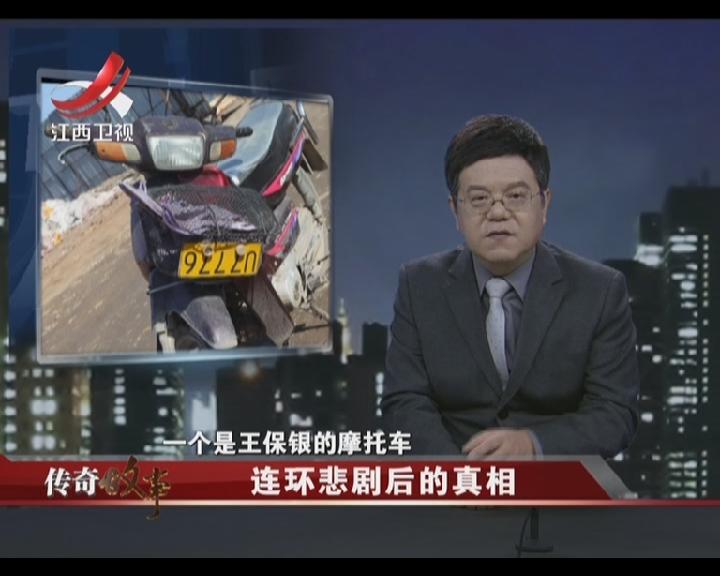 江西卫视
一个是王保银的摩托车
传奇故事
连环悲剧后的真相